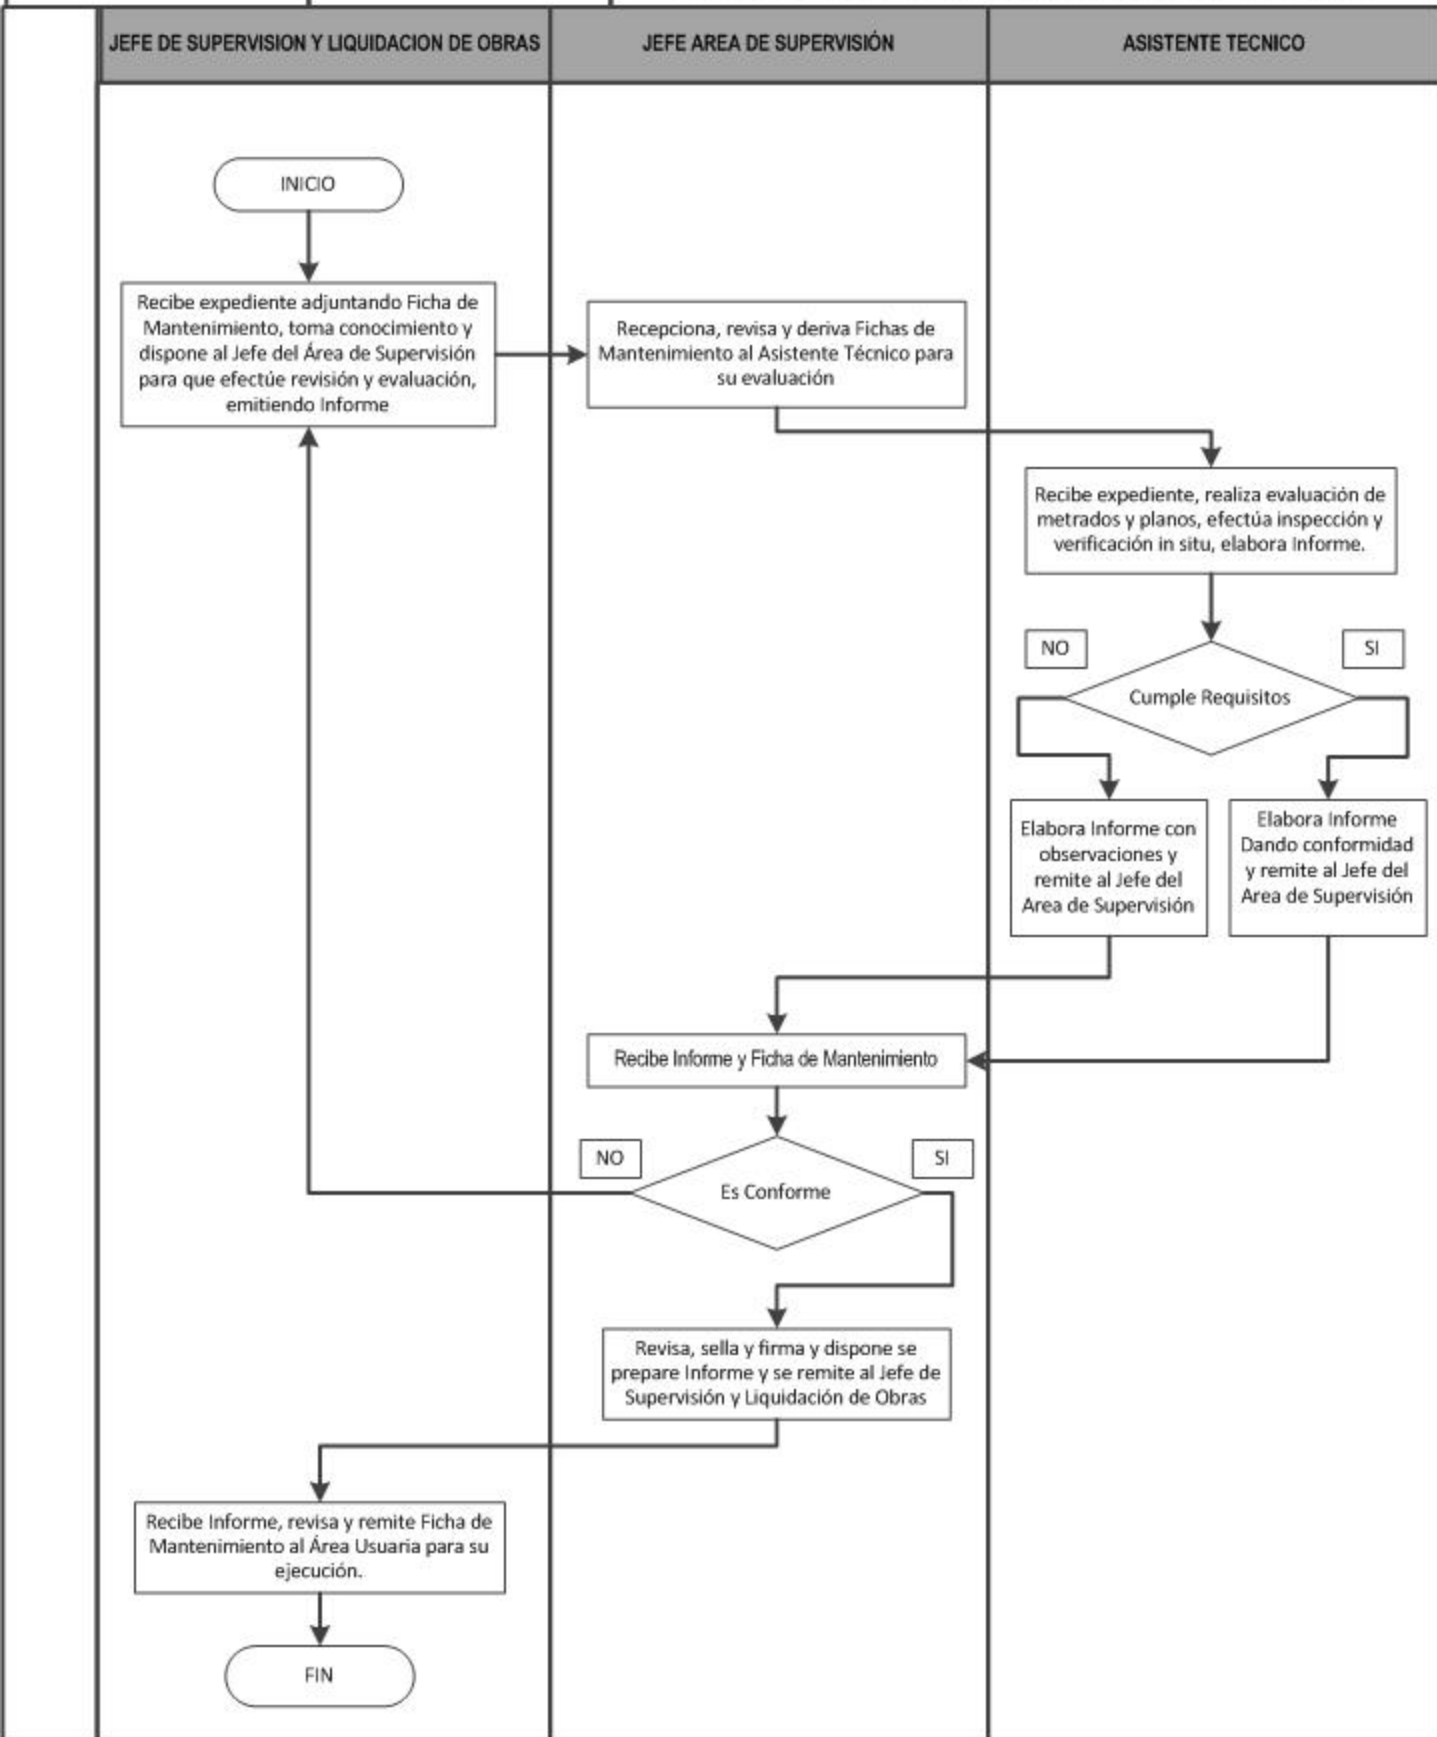 JEFE DE SUPERVISION Y LIQUIDACION DE OBRAS
JEFE AREA DE SUPERVISIÓN
ASISTENTE TECNICO
INICIO
Recibe expediente adjuntando Ficha de
Mantenimiento, toma conocimiento y
dispone al Jefe del Área de Supervisión
para que efectúe revisión y evaluación,
emitiendo Informe
Recepciona, revisa y deriva Fichas de
Mantenimiento al Asistente Técnico para
su evaluación
Recibe expediente, realiza evaluación de
metrados y planos, efectúa inspección y
verificación in situ, elabora Informe.
NO
SI
Cumple Requisitos
Elabora Informe con
observaciones y
remite al Jefe del
Area de Supervisión
Elabora Informe
Dando conformidad
y remite al Jefe del
Area de Supervisión
Recibe Informe y Ficha de Mantenimiento
NO
SI
Es Conforme
Revisa, sella y firma y dispone se
prepare Informe y se remite al Jefe de
Supervisión y Liquidación de Obras
Recibe Informe, revisa y remite Ficha de
Mantenimiento al Área Usuaria para su
ejecución.
FIN